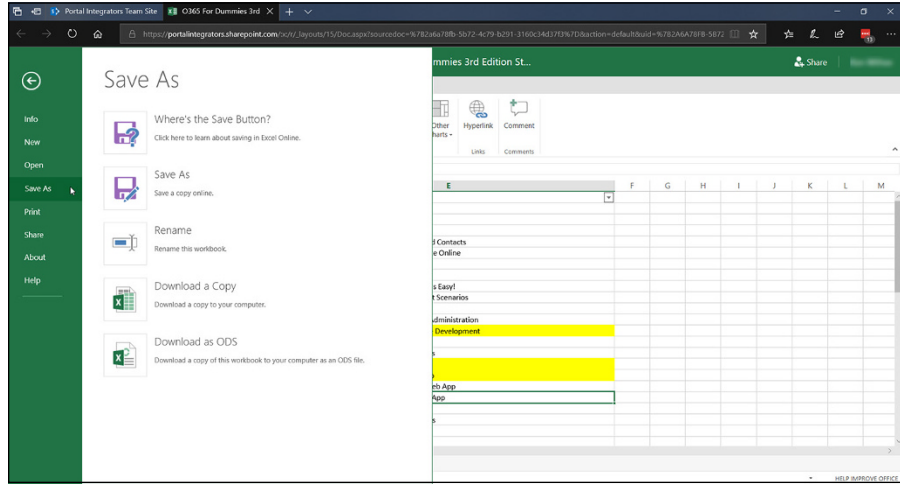 Portal Integrators Team Site
O365 For Dummies 3rd
https://portalintegrators.sharepoint.com/:x:/r/_layouts/15/Doc.aspx?sourcedoc=%7B2a6a78fb-5b72-4c79-b291-3160c34d37f3%7D&action=default&uid=%7B2A6A78FB-5B72
13
mmies 3rd Edition St...
Share
Save As
Info
New
Open
Save As
Print
Share
About
Help
Where's the Save Button?
Click here to learn about saving in Excel Online.
Save As
Save a copy online.
Rename
Rename this workbook.
Download a Copy
Download a copy to your computer.
Download as ODS
Download a copy of this workbook to your computer as an ODS file.
Other
harts
Hyperlink
Comment
Links
Comments
E F G H I J K L M
d Contacts
e Online
s Easy!
t Scenarios
Administration
Development
s
eb App
App
s
HELP IMPROVE OFFICE